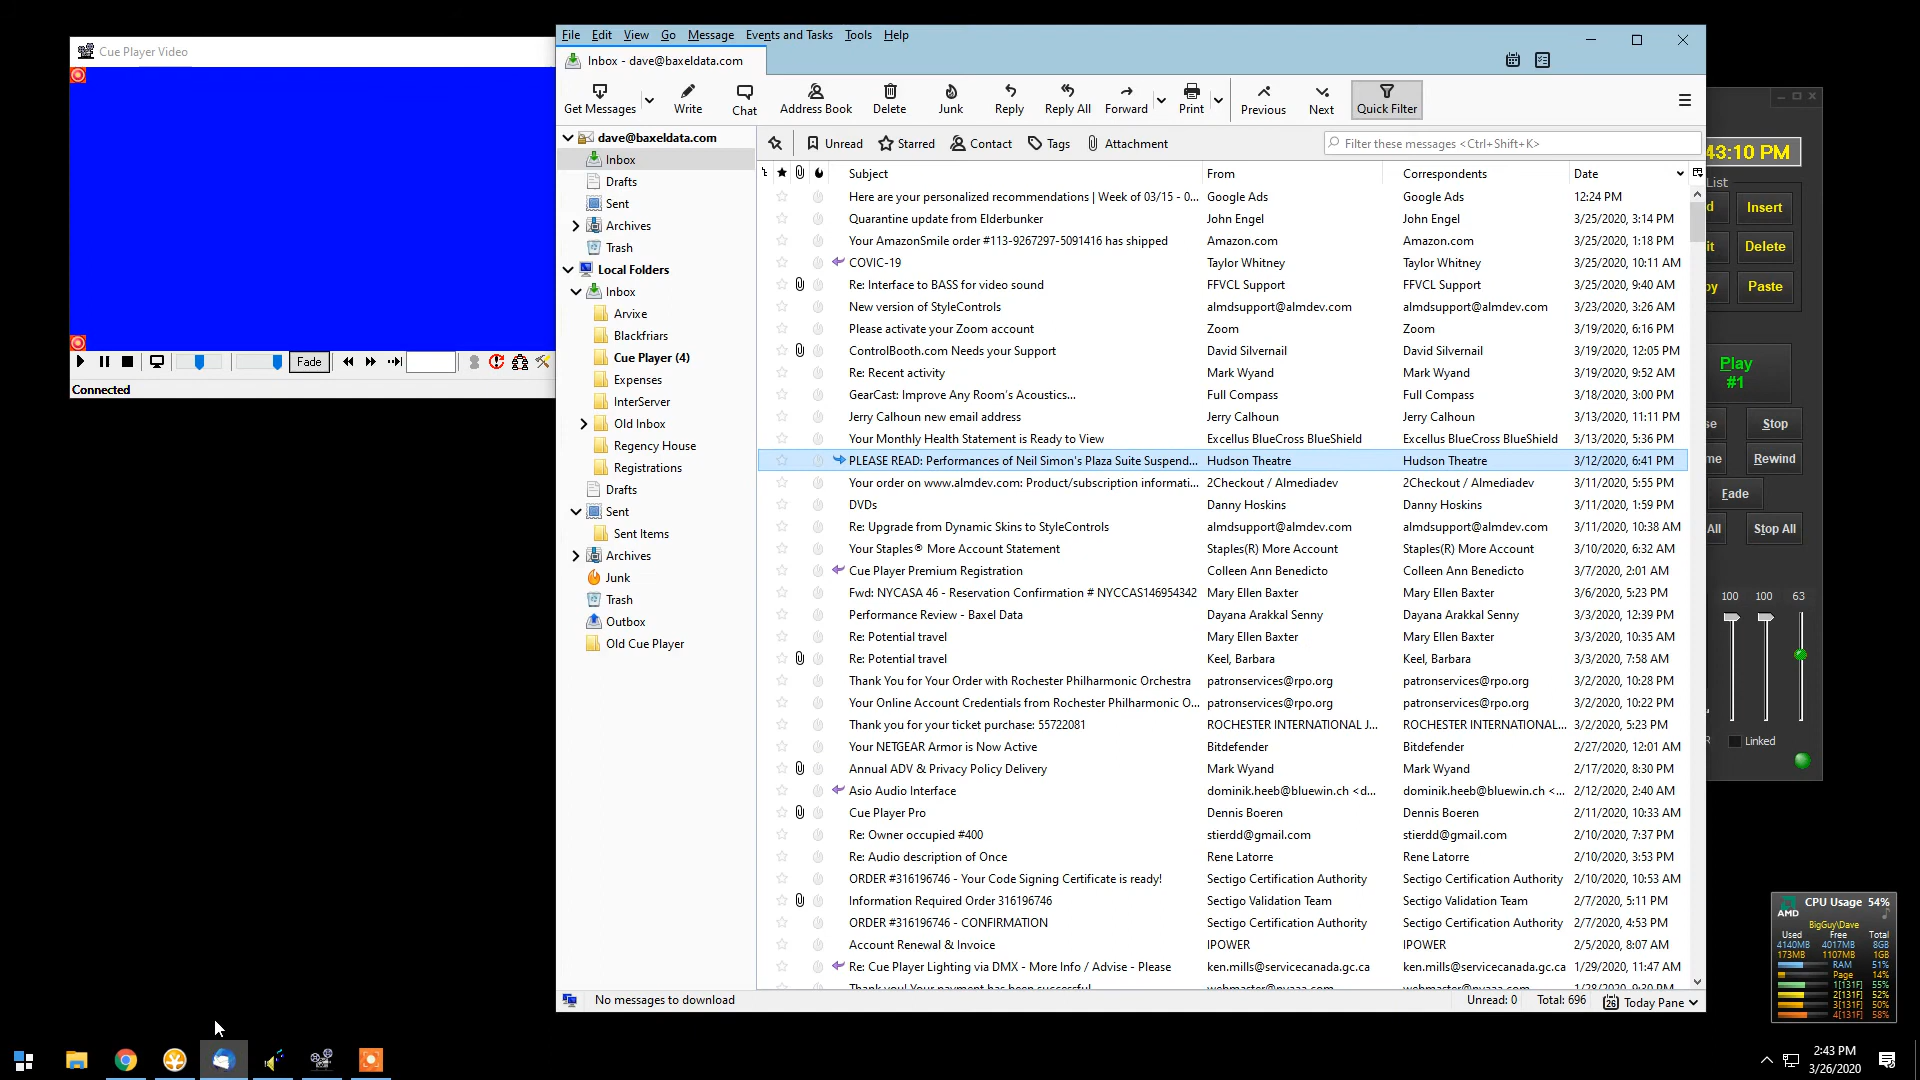 Cue Player Video
Fade
Connected
File Edit View Go Message Events and Tasks Tools Help
Inbox - dave@baxeldata.com
Get Messages Write Chat Address Book Delete Junk Reply Reply All Forward Print Previous Next Quick Filter
Unread Starred Contact Tags Attachment Filter these messages <Ctrl+Shift+K>
dave@baxeldata.com
Inbox
Drafts
Sent
Archives
Trash
Local Folders
Inbox
Arvixe
Blackfriars
Cue Player (4)
Expenses
InterServer
Old Inbox
Regency House
Registrations
Drafts
Sent
Sent Items
Archives
Junk
Trash
Outbox
Old Cue Player
Subject From Correspondents Date
Here are your personalized recommendations | Week of 03/15 - 0... Google Ads Google Ads 12:24 PM
Quarantine update from Elderbunker John Engel John Engel 3/25/2020, 3:14 PM
Your AmazonSmile order #113-9267297-5091416 has shipped Amazon.com Amazon.com 3/25/2020, 1:18 PM
COVIC-19 Taylor Whitney Taylor Whitney 3/25/2020, 10:11 AM
Re: Interface to BASS for video sound FFVCL Support FFVCL Support 3/25/2020, 9:40 AM
New version of StyleControls almdsupport@almdev.com almdsupport@almdev.com 3/23/2020, 3:26 AM
Please activate your Zoom account Zoom Zoom 3/19/2020, 6:16 PM
ControlBooth.com Needs your Support David Silvernail David Silvernail 3/19/2020, 12:05 PM
Re: Recent activity Mark Wyand Mark Wyand 3/19/2020, 9:52 AM
GearCast: Improve Any Room's Acoustics... Full Compass Full Compass 3/18/2020, 3:00 PM
Jerry Calhoun new email address Jerry Calhoun Jerry Calhoun 3/13/2020, 11:11 PM
Your Monthly Health Statement is Ready to View Excellus BlueCross BlueShield Excellus BlueCross BlueShield 3/13/2020, 5:36 PM
PLEASE READ: Performances of Neil Simon's Plaza Suite Suspend... Hudson Theatre Hudson Theatre 3/12/2020, 6:41 PM
Your order on www.almdev.com: Product/subscription informati... 2Checkout / Almediadev 2Checkout / Almediadev 3/11/2020, 5:55 PM
DVDs Danny Hoskins Danny Hoskins 3/11/2020, 1:59 PM
Re: Upgrade from Dynamic Skins to StyleControls almdsupport@almdev.com almdsupport@almdev.com 3/11/2020, 10:38 AM
Your Staples® More Account Statement Staples(R) More Account Staples(R) More Account 3/10/2020, 6:32 AM
Cue Player Premium Registration Colleen Ann Benedicto Colleen Ann Benedicto 3/7/2020, 2:01 AM
Fwd: NYCASA 46 - Reservation Confirmation # NYCCAS146954342 Mary Ellen Baxter Mary Ellen Baxter 3/6/2020, 5:23 PM
Performance Review - Baxel Data Dayana Arakkal Senny Dayana Arakkal Senny 3/3/2020, 12:39 PM
Re: Potential travel Mary Ellen Baxter Mary Ellen Baxter 3/3/2020, 10:35 AM
Re: Potential travel Keel, Barbara Keel, Barbara 3/3/2020, 7:58 AM
Thank You for Your Order with Rochester Philharmonic Orchestra patronservices@rpo.org patronservices@rpo.org 3/2/2020, 10:28 PM
Your Online Account Credentials from Rochester Philharmonic O... patronservices@rpo.org patronservices@rpo.org 3/2/2020, 10:22 PM
Thank you for your ticket purchase: 55722081 ROCHESTER INTERNATIONAL J... ROCHESTER INTERNATIONAL... 3/2/2020, 5:23 PM
Your NETGEAR Armor is Now Active Bitdefender Bitdefender 2/27/2020, 12:01 AM
Annual ADV & Privacy Policy Delivery Mark Wyand Mark Wyand 2/17/2020, 8:30 PM
Asio Audio Interface dominik.heeb@bluewin.ch <d... dominik.heeb@bluewin.ch <... 2/12/2020, 2:40 AM
Cue Player Pro Dennis Boeren Dennis Boeren 2/11/2020, 10:33 AM
Re: Owner occupied #400 stierdd@gmail.com stierdd@gmail.com 2/10/2020, 7:37 PM
Re: Audio description of Once Rene Latorre Rene Latorre 2/10/2020, 3:53 PM
ORDER #316196746 - Your Code Signing Certificate is ready! Sectigo Certification Authority Sectigo Certification Authority 2/10/2020, 10:53 AM
Information Required Order 316196746 Sectigo Validation Team Sectigo Validation Team 2/7/2020, 5:11 PM
ORDER #316196746 - CONFIRMATION Sectigo Certification Authority Sectigo Certification Authority 2/7/2020, 4:53 PM
Account Renewal & Invoice IPOWER IPOWER 2/5/2020, 8:07 AM
Re: Cue Player Lighting via DMX - More Info / Advise - Please ken.mills@servicecanada.gc.ca ken.mills@servicecanada.gc.ca 1/29/2020, 11:47 AM
No messages to download Unread: 0 Total: 696 26 Today Pane
43:10 PM
List
d Insert
it Delete
py Paste
Play
#1
se Stop
me Rewind
Fade
All Stop All
100 100 63
R Linked
CPU Usage 54%
AMD
BigGuy\Dave
Used Free Total
4140MB 4017MB 8GB
173MB 1107MB 1GB
RAM 51%
Page 14%
1[131F] 55%
2[131F] 52%
3[131F] 50%
4[131F] 58%
2:43 PM
3/26/2020